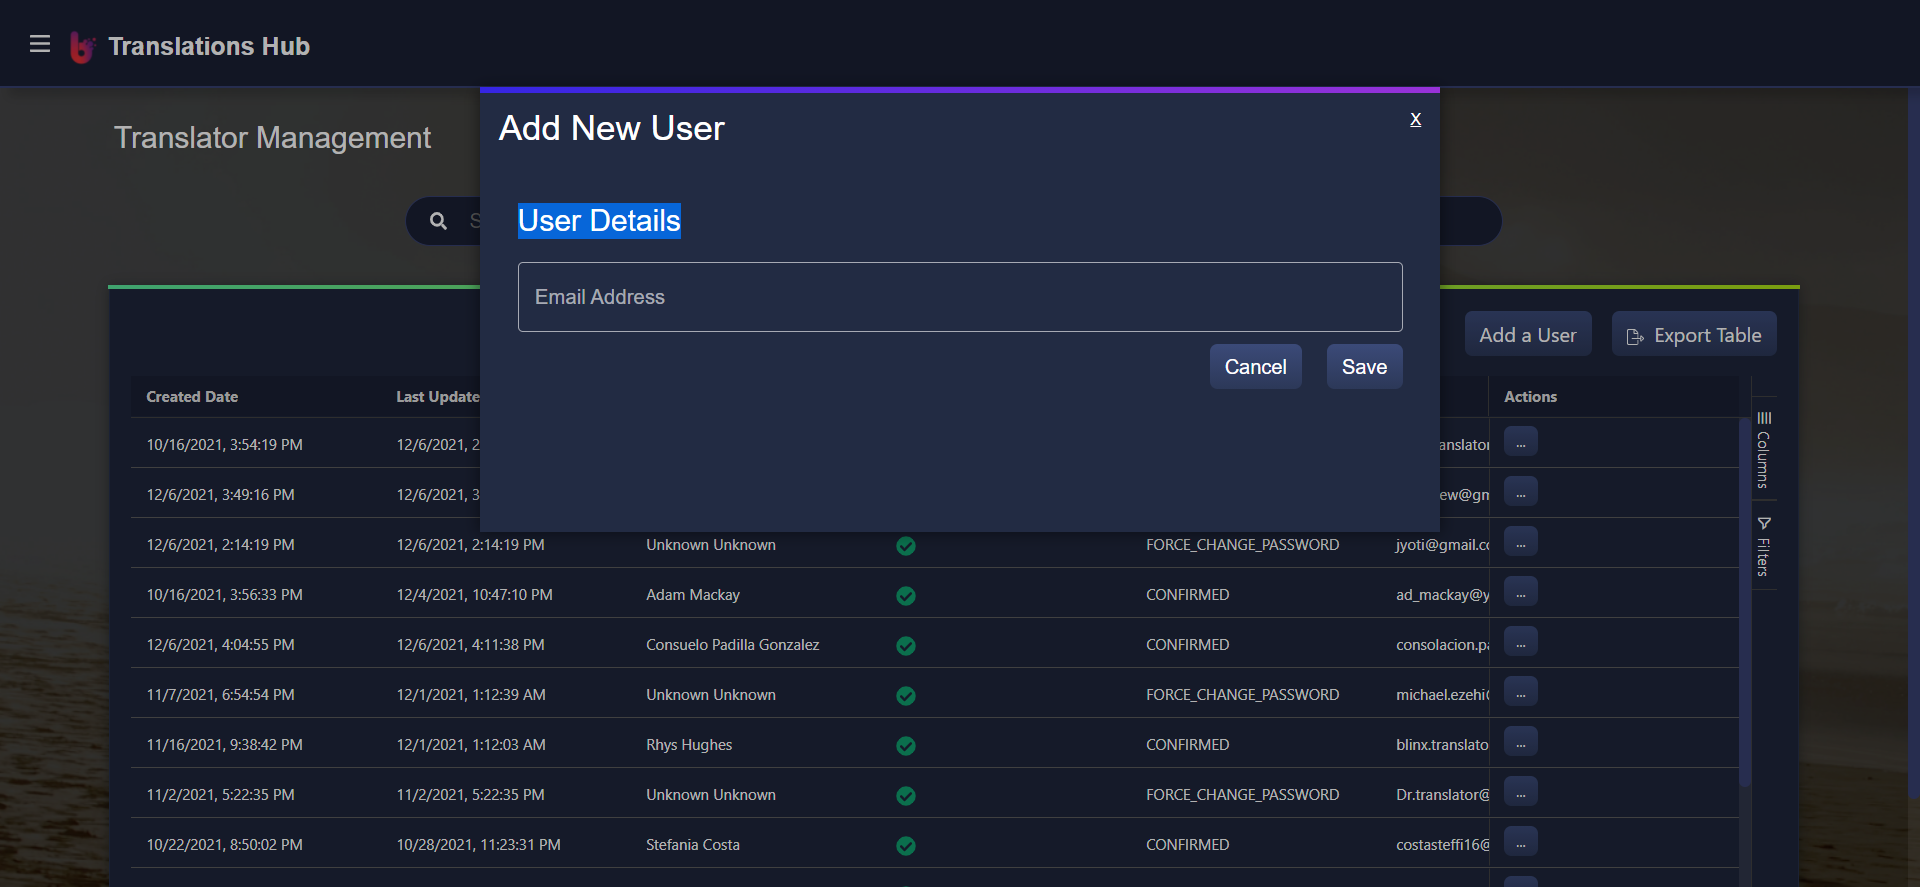 Translations Hub
Translator Management
Add New User
X
User Details
Email Address
Cancel
Save
Add a User
Export Table
Created Date Last Update Actions
10/16/2021, 3:54:19 PM 12/6/2021, 2 anslator ...
12/6/2021, 3:49:16 PM 12/6/2021, 3 ew@gm ...
12/6/2021, 2:14:19 PM 12/6/2021, 2:14:19 PM Unknown Unknown FORCE_CHANGE_PASSWORD jyoti@gmail.co ...
10/16/2021, 3:56:33 PM 12/4/2021, 10:47:10 PM Adam Mackay CONFIRMED ad_mackay@y ...
12/6/2021, 4:04:55 PM 12/6/2021, 4:11:38 PM Consuelo Padilla Gonzalez CONFIRMED consolacion.pa ...
11/7/2021, 6:54:54 PM 12/1/2021, 1:12:39 AM Unknown Unknown FORCE_CHANGE_PASSWORD michael.ezehi ...
11/16/2021, 9:38:42 PM 12/1/2021, 1:12:03 AM Rhys Hughes CONFIRMED blinx.translato ...
11/2/2021, 5:22:35 PM 11/2/2021, 5:22:35 PM Unknown Unknown FORCE_CHANGE_PASSWORD Dr.translator@ ...
10/22/2021, 8:50:02 PM 10/28/2021, 11:23:31 PM Stefania Costa CONFIRMED costasteffi16@ ...
Columns
Filters